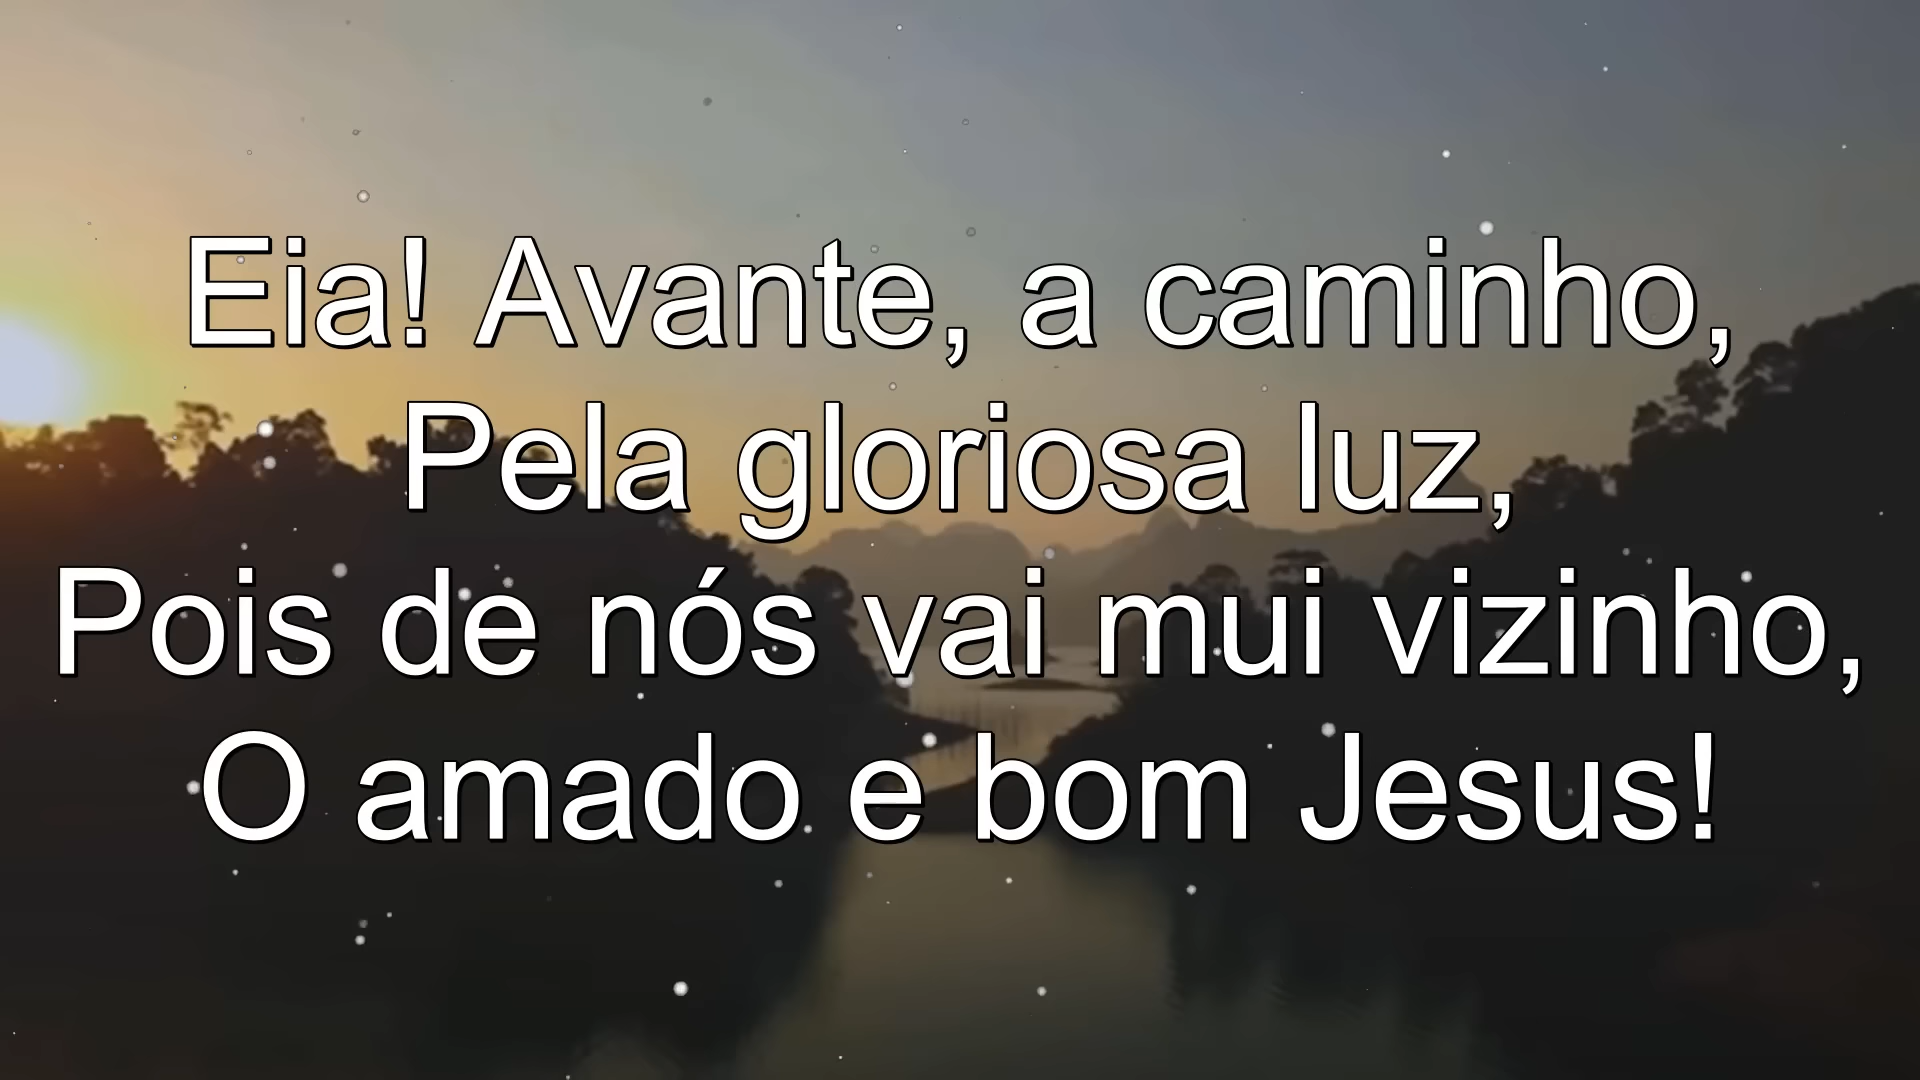 Eia! Avante, a caminho,
Pela gloriosa luz,
Pois de nós vai mui vizinho,
O amado e bom Jesus!